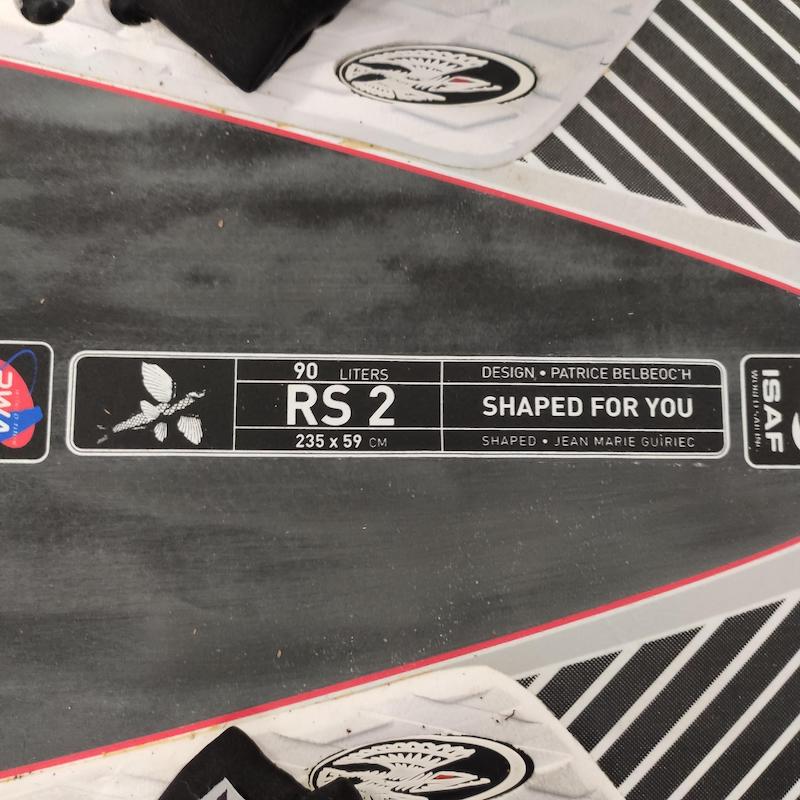 90 LITERS
RS 2
235 x 59 CM
DESIGN • PATRICE BELBEOC'H
SHAPED FOR YOU
SHAPED • JEAN MARIE GUIRIEC
ISAF